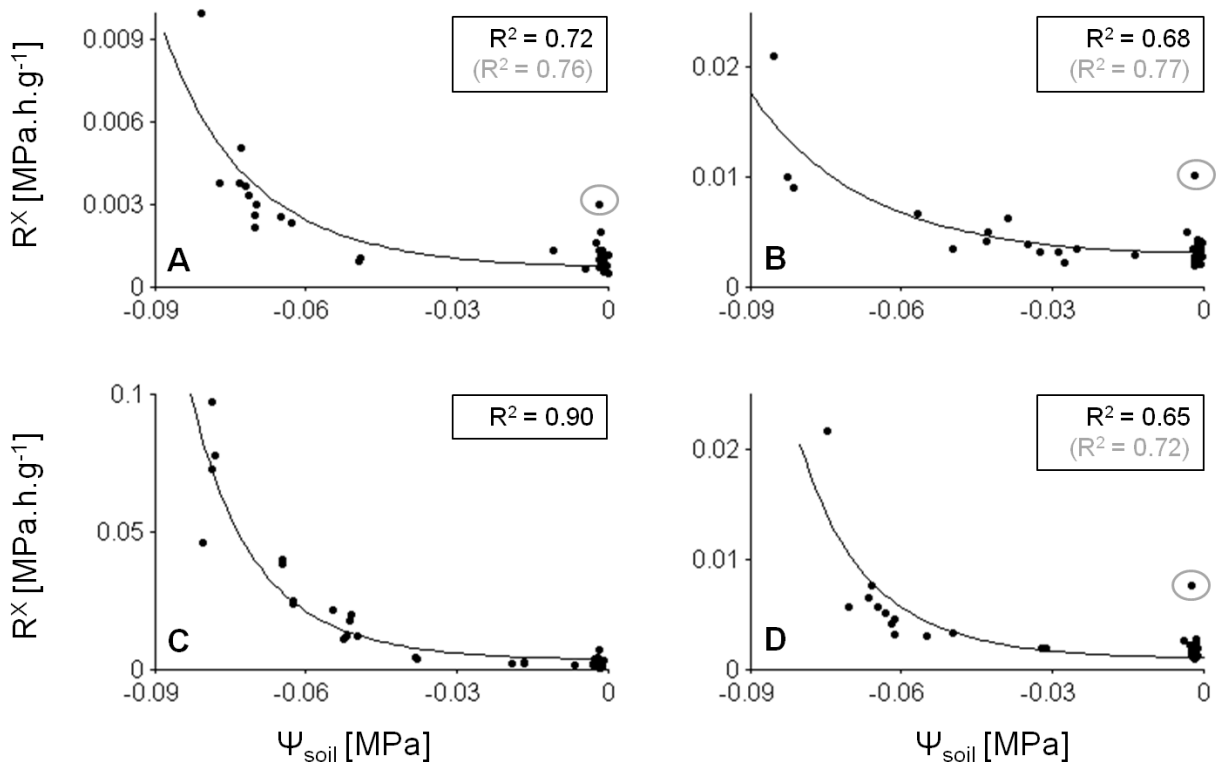 R² = 0.72
(R² = 0.76)
0.009
0.006
0.003
0
A
-0.09
-0.06
-0.03
0
R^X [MPa.h.g⁻¹]
R² = 0.68
(R² = 0.77)
0.02
0.01
0
B
-0.09
-0.06
-0.03
0
R² = 0.90
0.1
0.05
0
C
-0.09
-0.06
-0.03
0
R^X [MPa.h.g⁻¹]
Ψsoil [MPa]
R² = 0.65
(R² = 0.72)
0.02
0.01
0
D
-0.09
-0.06
-0.03
0
Ψsoil [MPa]